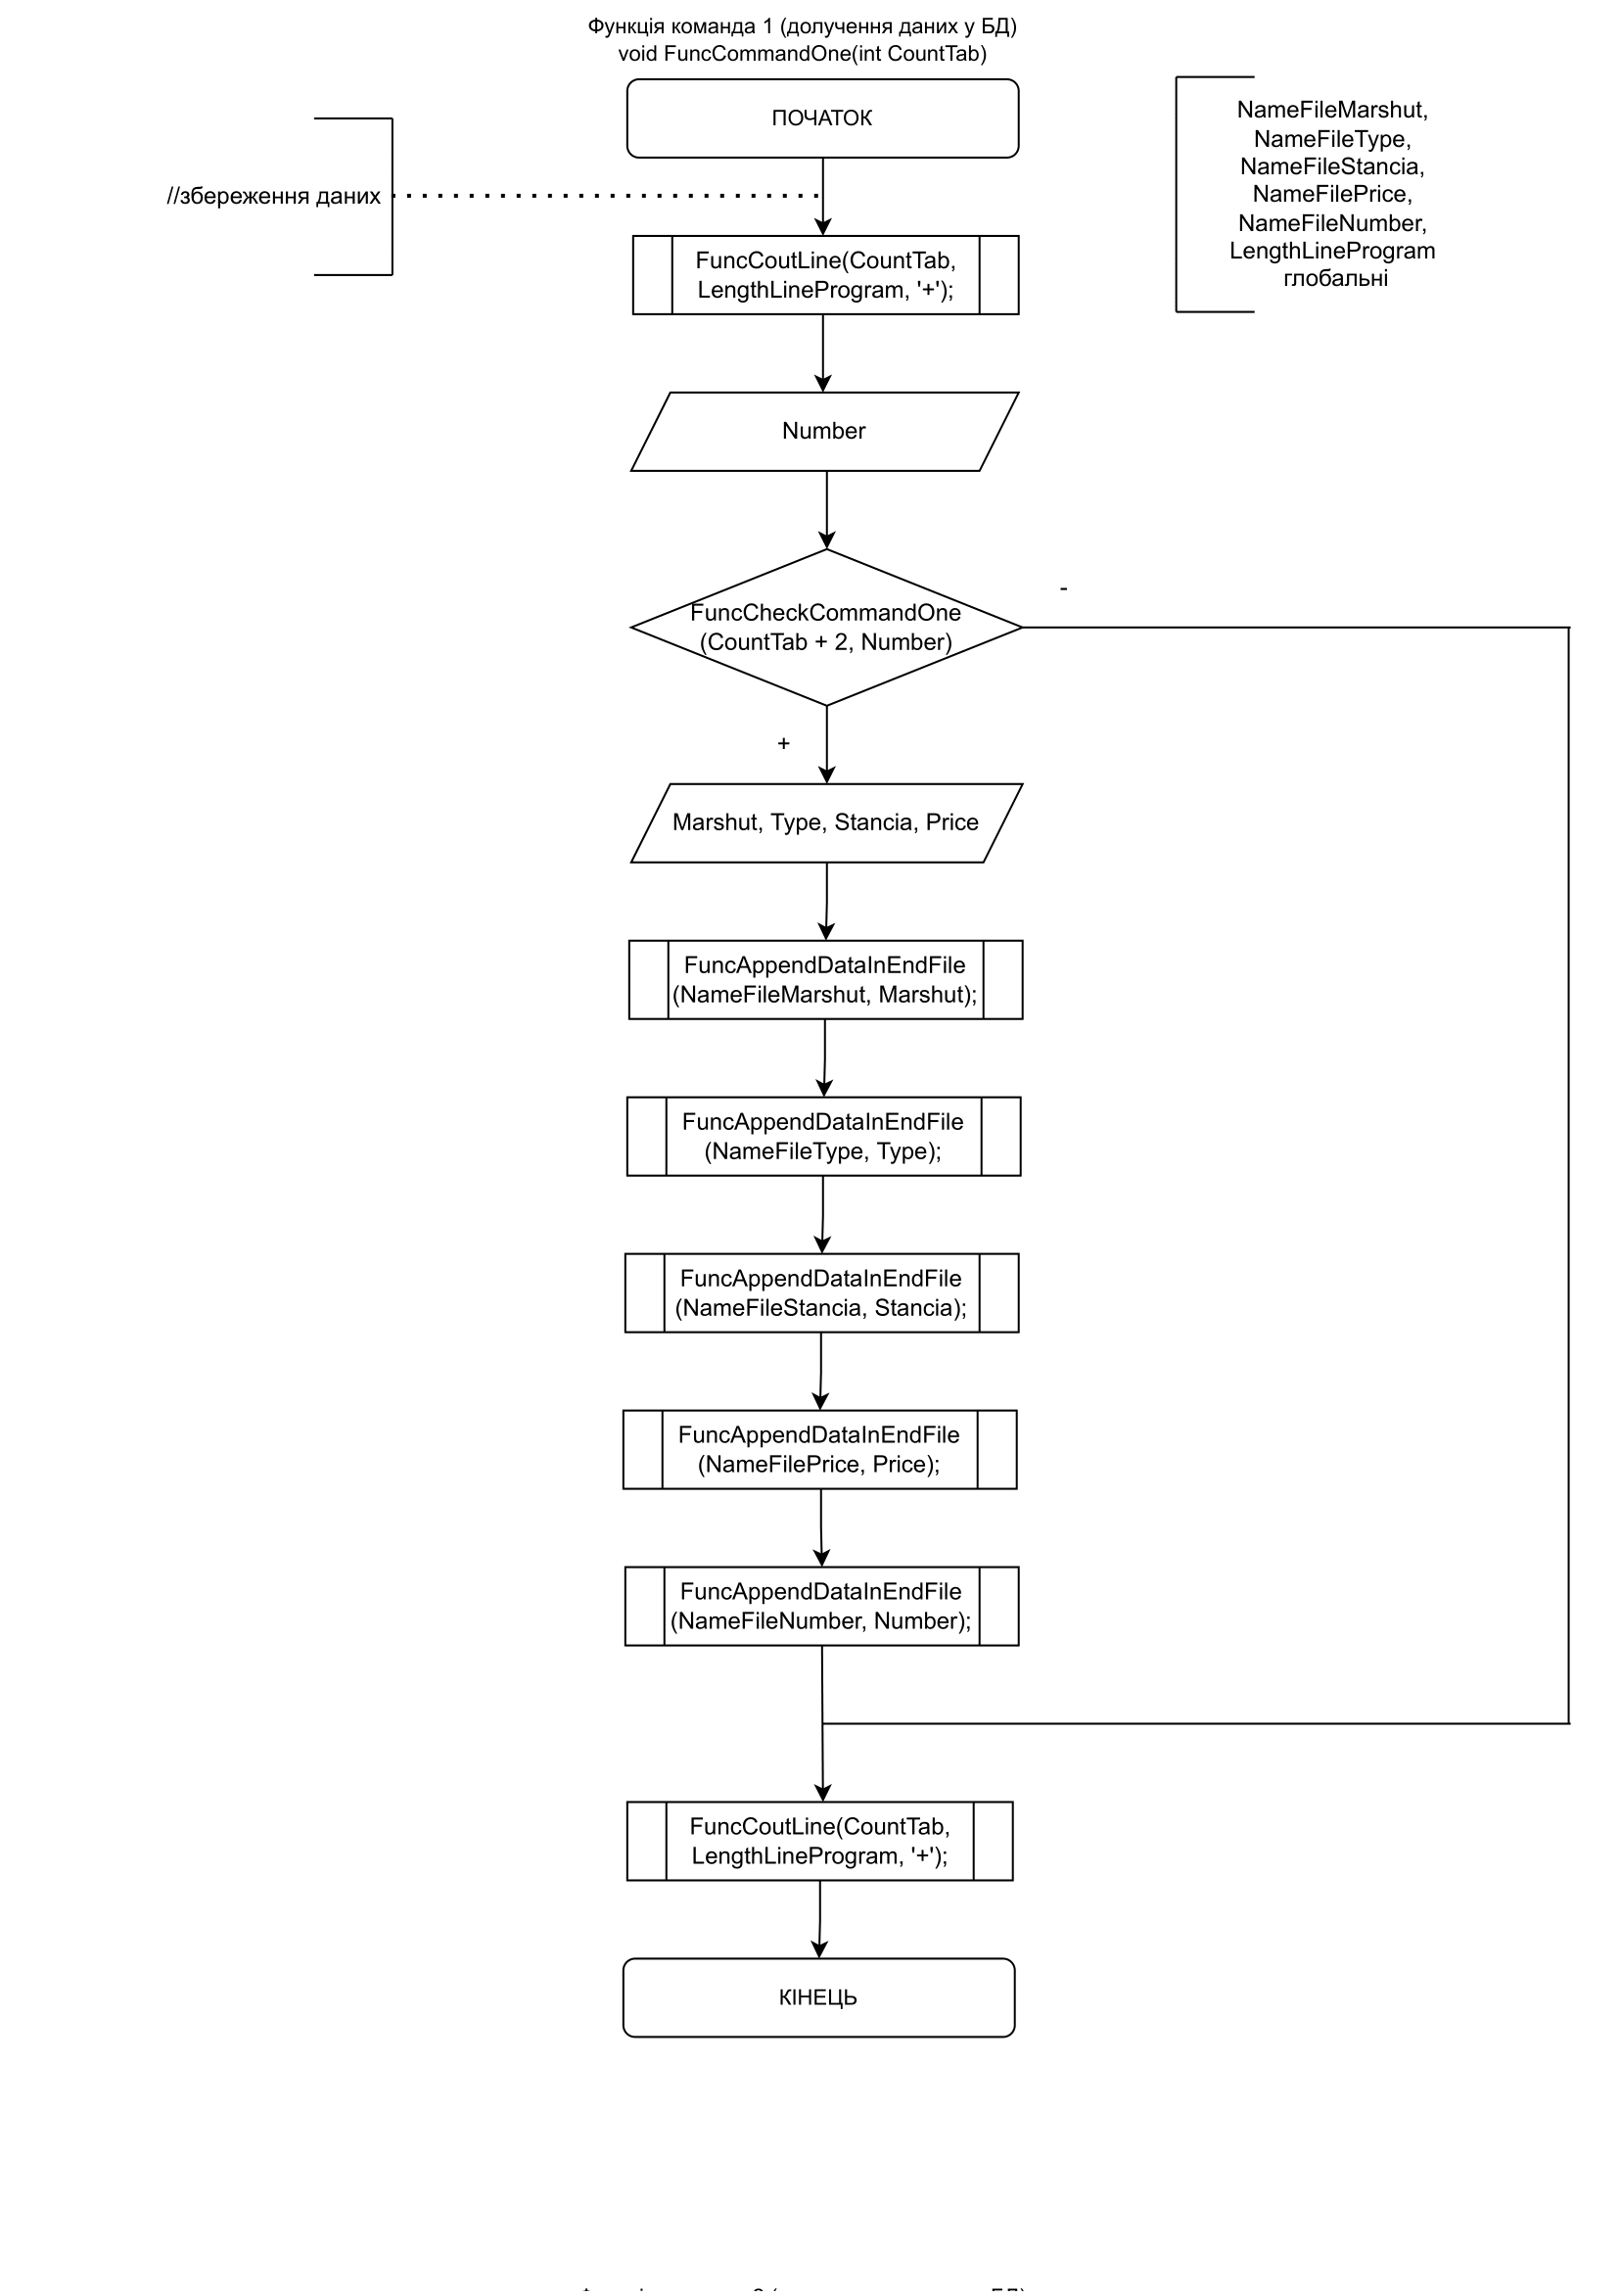 Функція команда 1 (долучення даних у БД)
void FuncCommandOne(int CountTab)
ПОЧАТОК
NameFileMarshut,
NameFileType,
NameFileStancia,
NameFilePrice,
NameFileNumber,
LengthLineProgram
глобальні
//збереження даних
FuncCoutLine(CountTab,
LengthLineProgram, '+');
Number
FuncCheckCommandOne
(CountTab + 2, Number)
-
+
Marshut, Type, Stancia, Price
FuncAppendDataInEndFile
(NameFileMarshut, Marshut);
FuncAppendDataInEndFile
(NameFileType, Type);
FuncAppendDataInEndFile
(NameFileStancia, Stancia);
FuncAppendDataInEndFile
(NameFilePrice, Price);
FuncAppendDataInEndFile
(NameFileNumber, Number);
FuncCoutLine(CountTab,
LengthLineProgram, '+');
КІНЕЦЬ